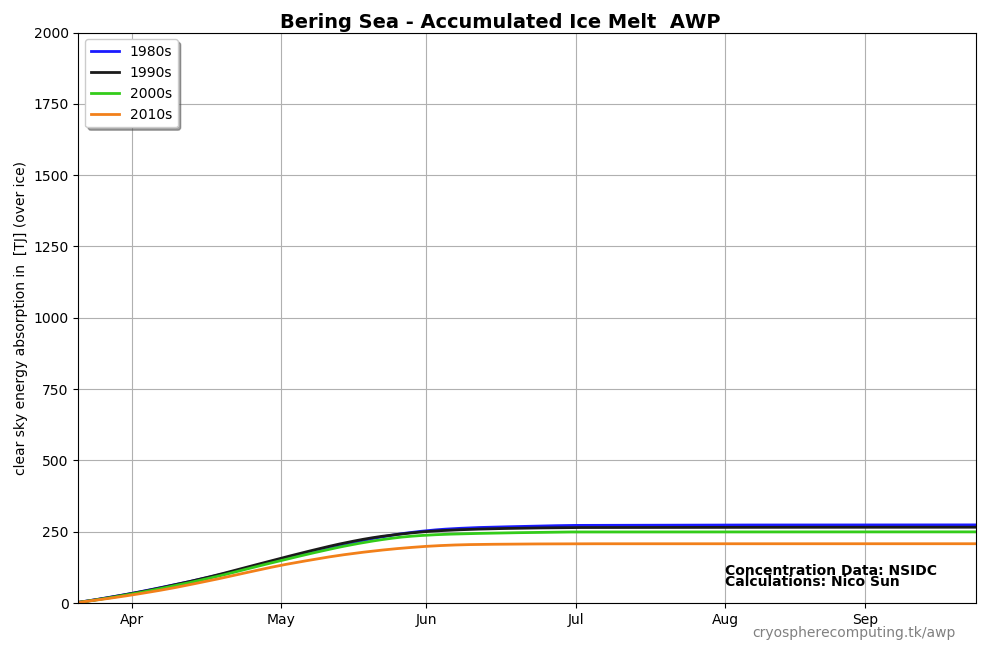 Bering Sea - Accumulated Ice Melt  AWP
2000
1980s
1990s
2000s
2010s
1750
1500
1250
1000
750
500
250
0
clear sky energy absorption in  [TJ] (over ice)
Concentration Data: NSIDC
Calculations: Nico Sun
Apr
May
Jun
Jul
Aug
Sep
cryospherecomputing.tk/awp